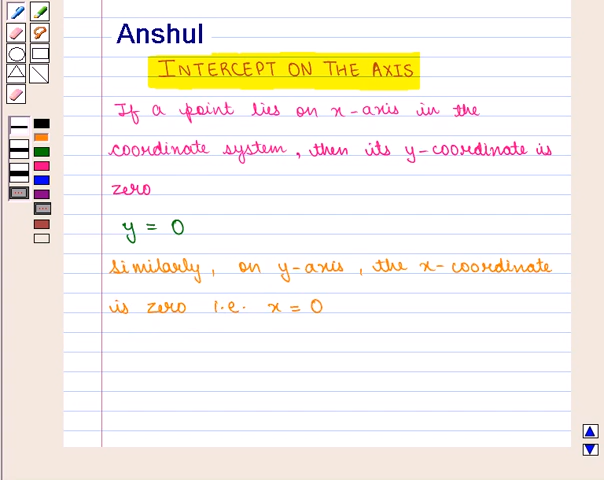 Anshul
INTERCEPT ON THE AXIS
If a point lies on x-axis in the
coordinate system, then its y-coordinate is
zero
y = 0
Similarly, on y-axis, the x-coordinate
is zero i.e. x = 0